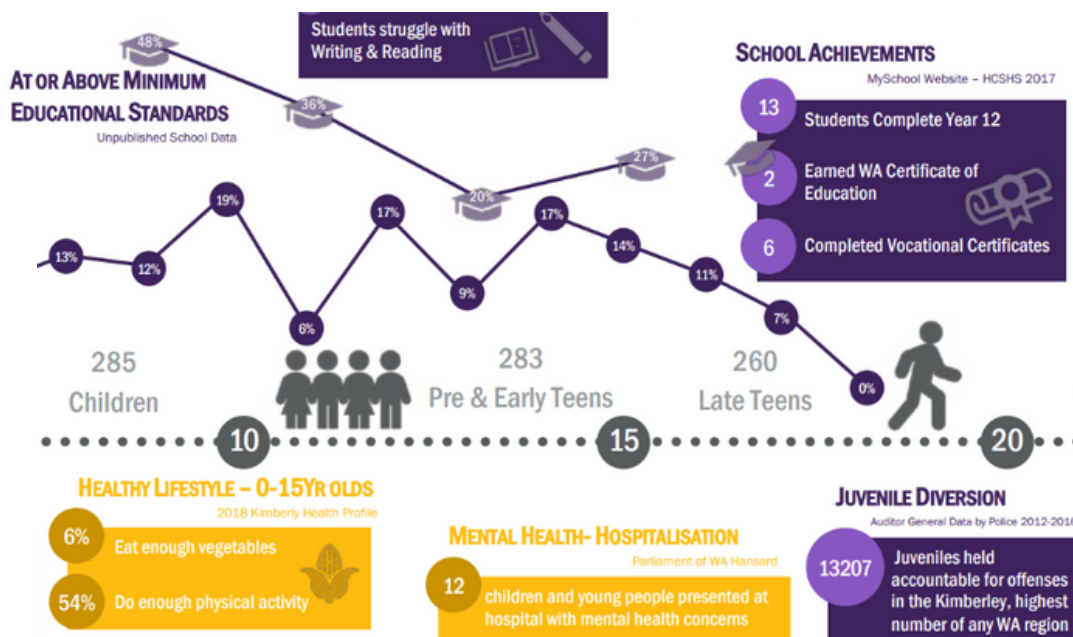 Students struggle with
Writing & Reading
48%
AT OR ABOVE MINIMUM
EDUCATIONAL STANDARDS
Unpublished School Data
36%
20%
27%
SCHOOL ACHIEVEMENTS
MySchool Website – HCSHS 2017
13 Students Complete Year 12
2 Earned WA Certificate of
Education
6 Completed Vocational Certificates
13%
12%
19%
6%
17%
9%
17%
14%
11%
7%
0%
285
Children
283
Pre & Early Teens
260
Late Teens
10
15
20
HEALTHY LIFESTYLE – 0-15YR OLDS
2018 Kimberly Health Profile
6% Eat enough vegetables
54% Do enough physical activity
MENTAL HEALTH- HOSPITALISATION
Parliament of WA Hansard
12 children and young people presented at
hospital with mental health concerns
JUVENILE DIVERSION
Auditor General Data by Police 2012-2016
13207 Juveniles held
accountable for offenses
in the Kimberley, highest
number of any WA region